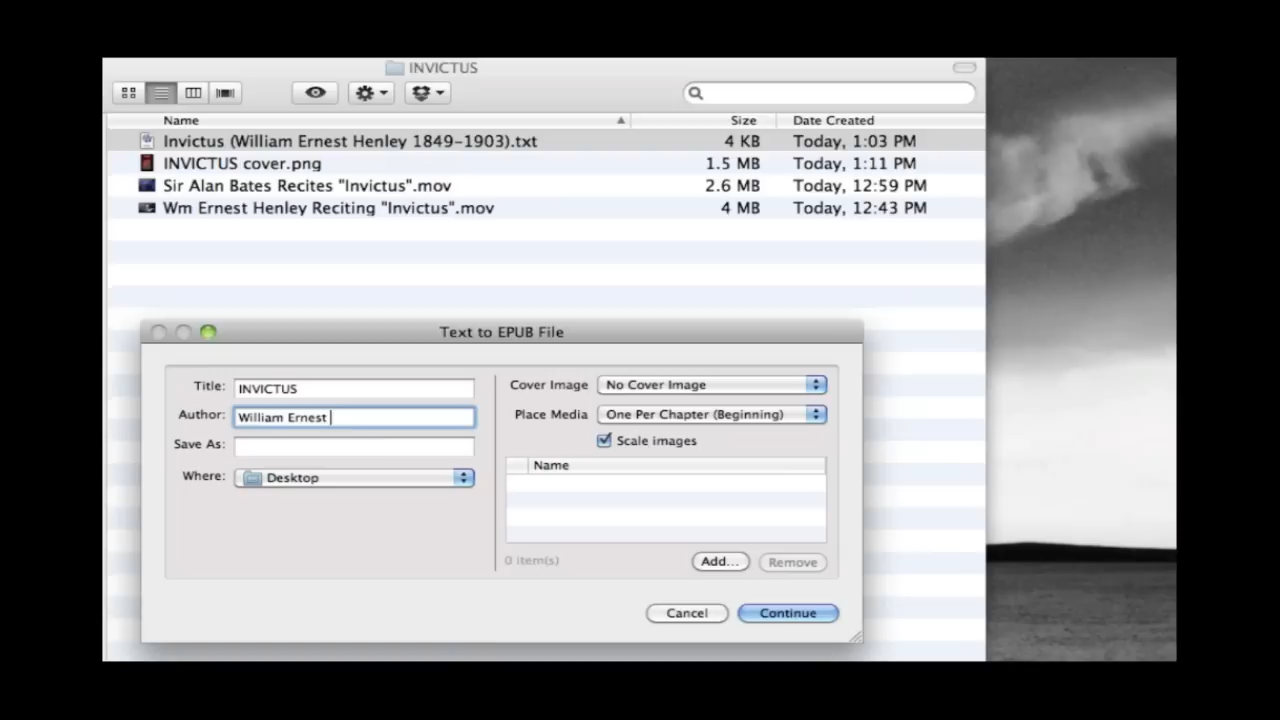 INVICTUS
Name Size Date Created
Invictus (William Ernest Henley 1849-1903).txt 4 KB Today, 1:03 PM
INVICTUS cover.png 1.5 MB Today, 1:11 PM
Sir Alan Bates Recites "Invictus".mov 2.6 MB Today, 12:59 PM
Wm Ernest Henley Reciting "Invictus".mov 4 MB Today, 12:43 PM
Text to EPUB File
Title: INVICTUS
Author: William Ernest
Save As:
Where: Desktop
Cover Image No Cover Image
Place Media One Per Chapter (Beginning)
Scale images
Name
0 item(s) Add... Remove
Cancel Continue